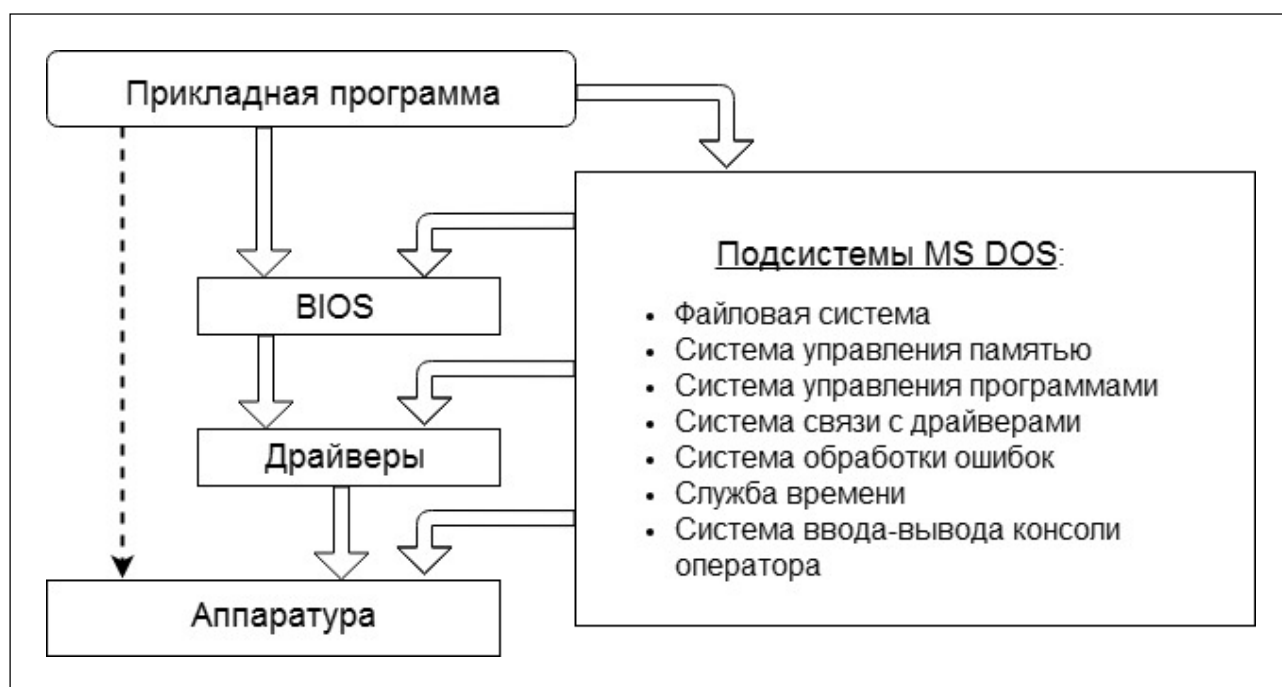 Прикладная программа
BIOS
Драйверы
Аппаратура
Подсистемы MS DOS:
• Файловая система
• Система управления памятью
• Система управления программами
• Система связи с драйверами
• Система обработки ошибок
• Служба времени
• Система ввода-вывода консоли
оператора